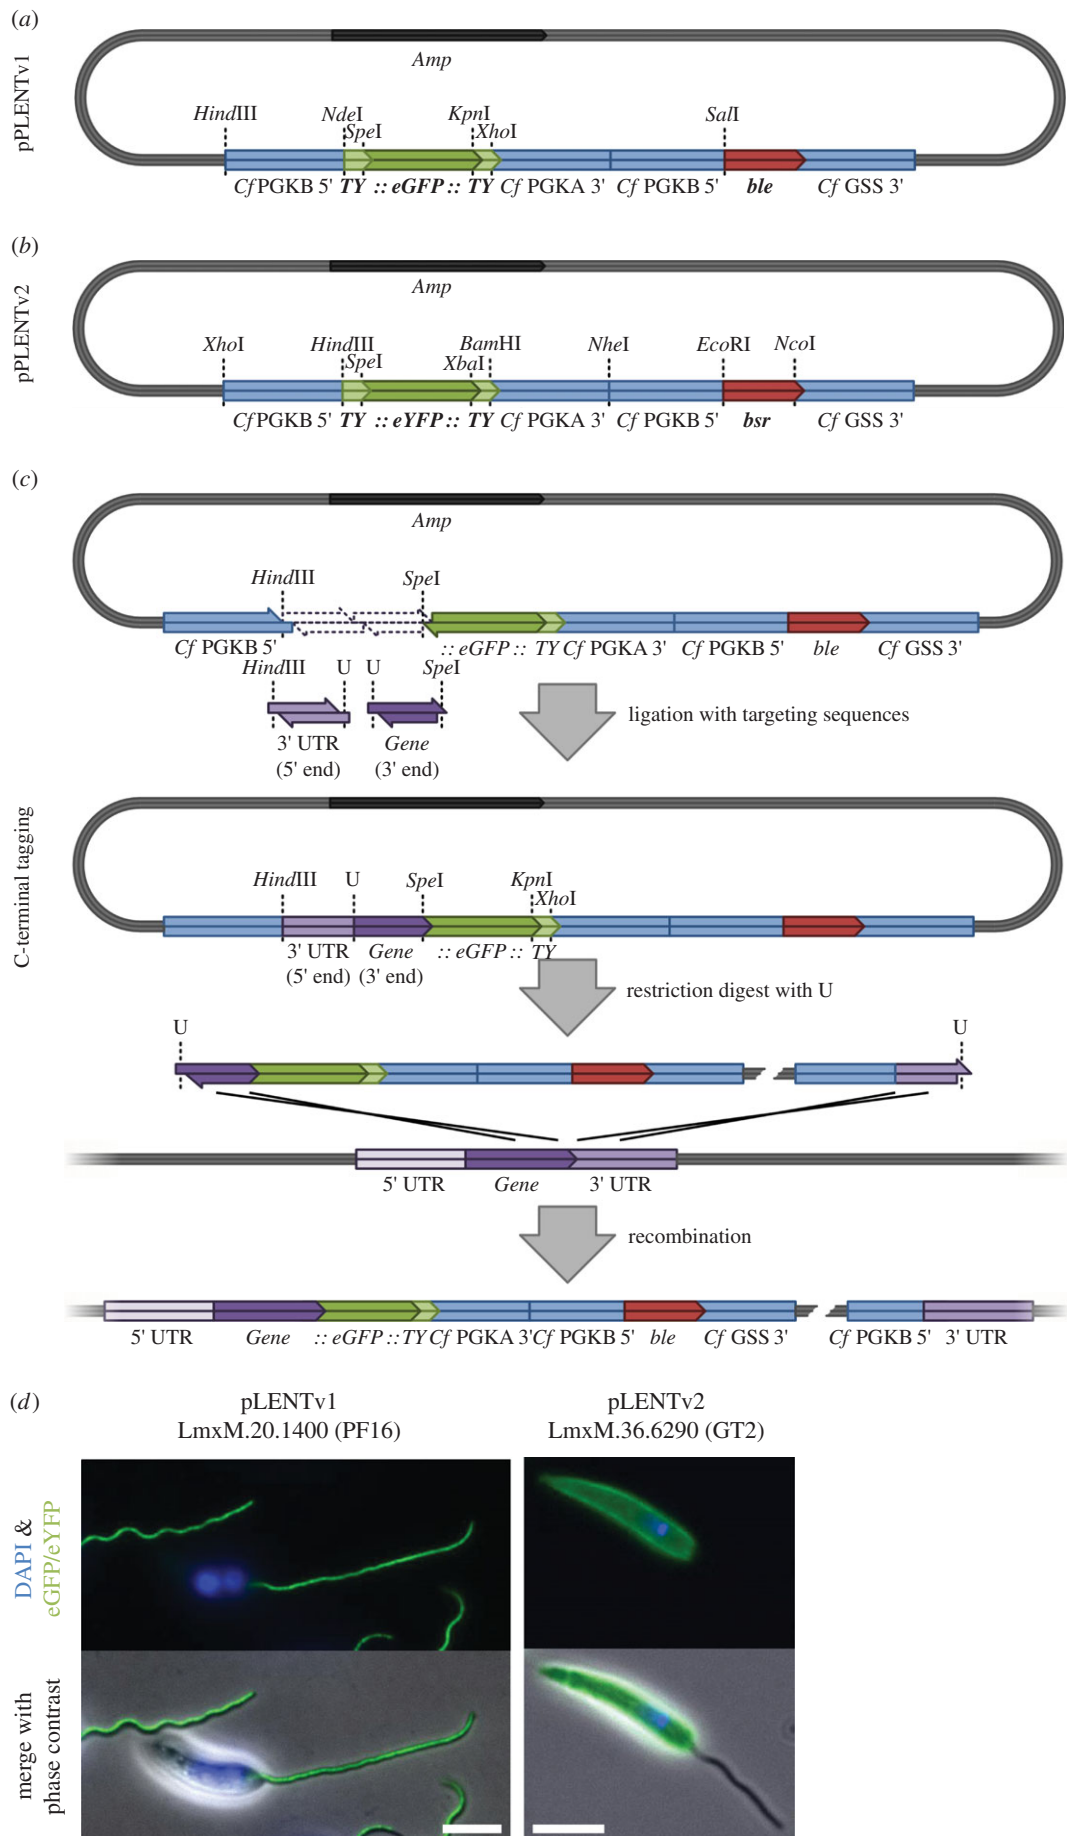 (a)
pPLENTv1
Amp
HindIII NdeI KpnI SalI
SpeI XhoI
Cf PGKB 5' TY :: eGFP :: TY Cf PGKA 3' Cf PGKB 5' ble Cf GSS 3'
(b)
pPLENTv2
Amp
XhoI HindIII BamHI NheI EcoRI NcoI
SpeI XbaI
Cf PGKB 5' TY :: eYFP :: TY Cf PGKA 3' Cf PGKB 5' bsr Cf GSS 3'
(c)
C-terminal tagging
Amp
HindIII SpeI
Cf PGKB 5' :: eGFP :: TY Cf PGKA 3' Cf PGKB 5' ble Cf GSS 3'
HindIII U U SpeI
3' UTR Gene
(5' end) (3' end)
ligation with targeting sequences
HindIII U SpeI KpnI
XhoI
3' UTR Gene :: eGFP :: TY
(5' end) (3' end)
restriction digest with U
U U
5' UTR Gene 3' UTR
recombination
5' UTR Gene :: eGFP :: TY Cf PGKA 3' Cf PGKB 5' ble Cf GSS 3' Cf PGKB 5' 3' UTR
(d)
pLENTv1 pLENTv2
LmxM.20.1400 (PF16) LmxM.36.6290 (GT2)
DAPI &
eGFP/eYFP
merge with
phase contrast